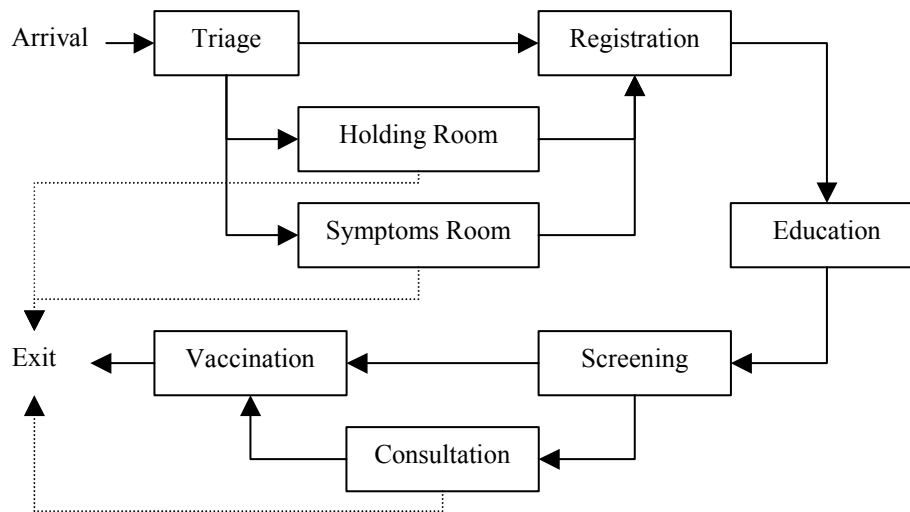 Arrival
Triage
Registration
Holding Room
Symptoms Room
Education
Exit
Vaccination
Screening
Consultation